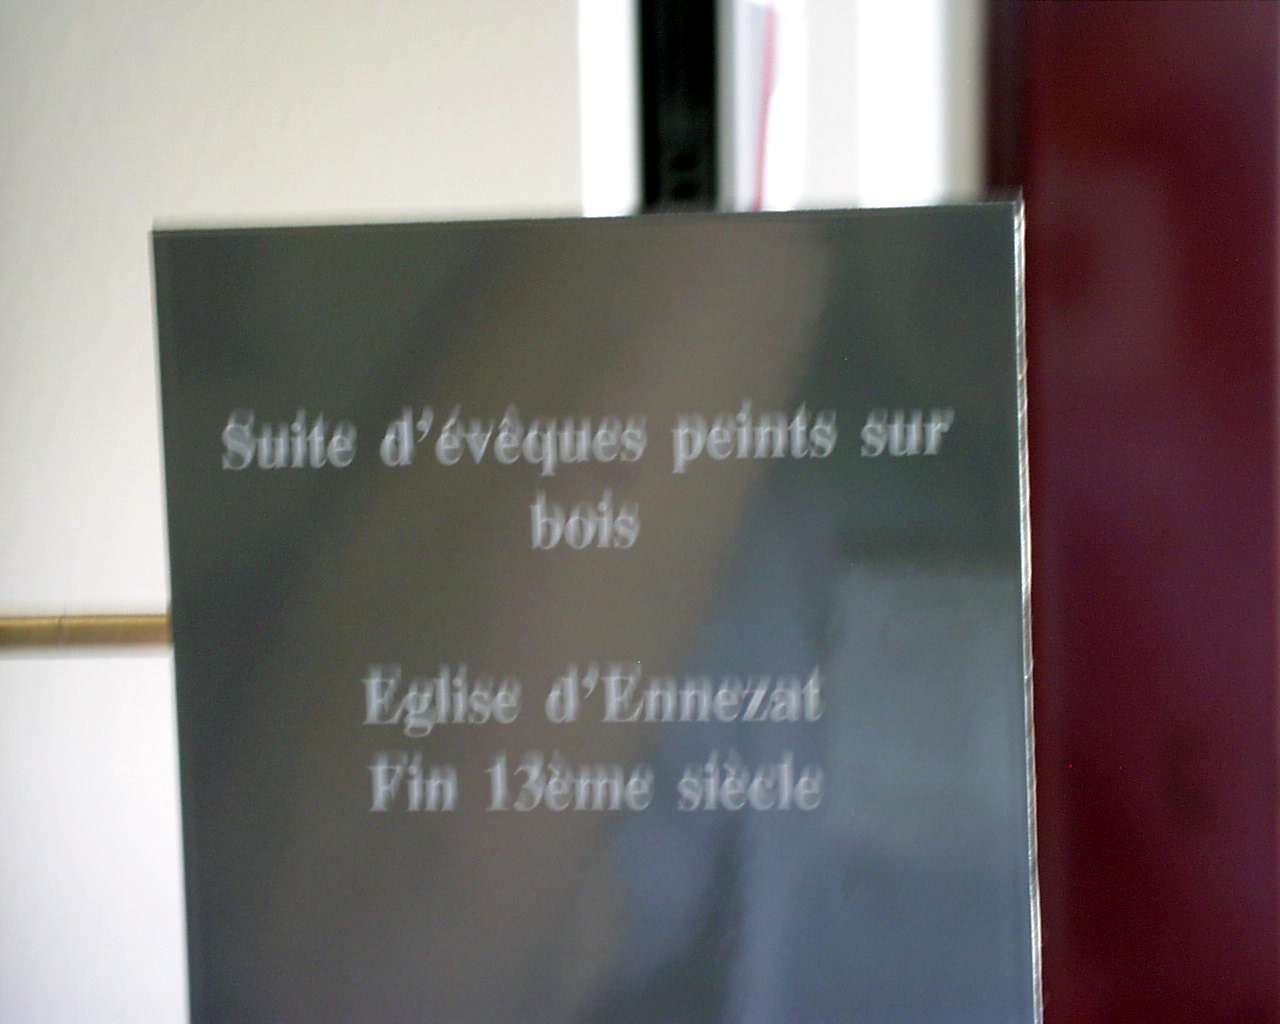 Suite d'évêques peints sur
bois
Eglise d'Ennezat
Fin 13ème siècle